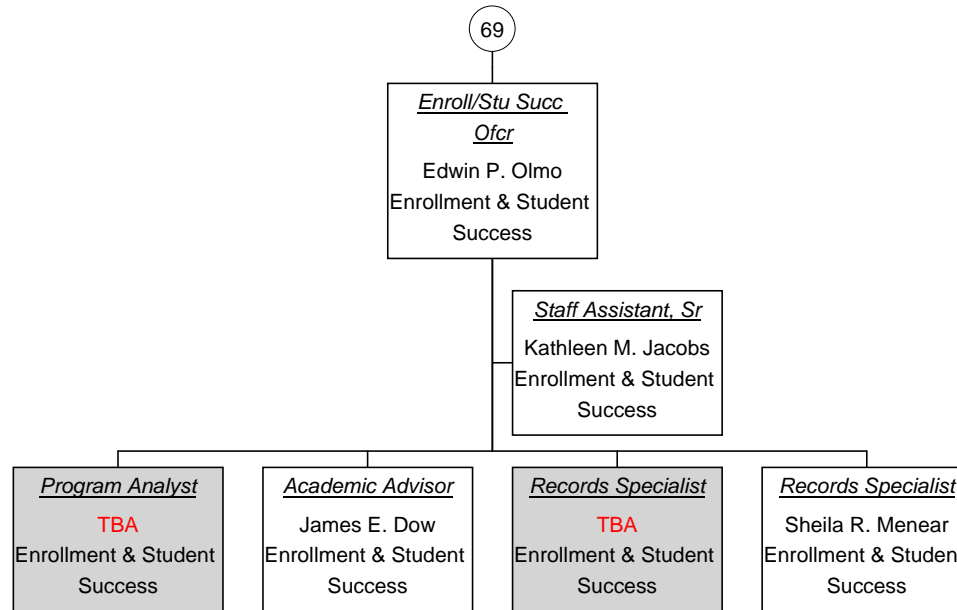 69
Enroll/Stu Succ
Ofcr
Edwin P. Olmo
Enrollment & Student
Success
Staff Assistant, Sr
Kathleen M. Jacobs
Enrollment & Student
Success
Program Analyst
TBA
Enrollment & Student
Success
Academic Advisor
James E. Dow
Enrollment & Student
Success
Records Specialist
TBA
Enrollment & Student
Success
Records Specialist
Sheila R. Menear
Enrollment & Student
Success